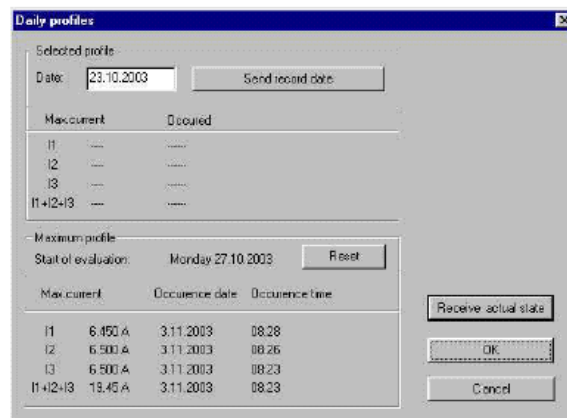 Daily profiles
Selected profile
Date: 23.10.2003 Send record date
Max.current Occured
I1 ---- -----
I2 ---- -----
I3 ---- -----
I1+I2+I3 ---- -----
Maximum profile
Start of evaluation: Monday 27.10.2003 Reset
Max.current Occurence date Occurence time
I1 6.450 A 3.11.2003 08:28
I2 6.500 A 3.11.2003 08:26
I3 6.500 A 3.11.2003 08:23
I1+I2+I3 19.45 A 3.11.2003 08:23
Receive actual state
OK
Cancel